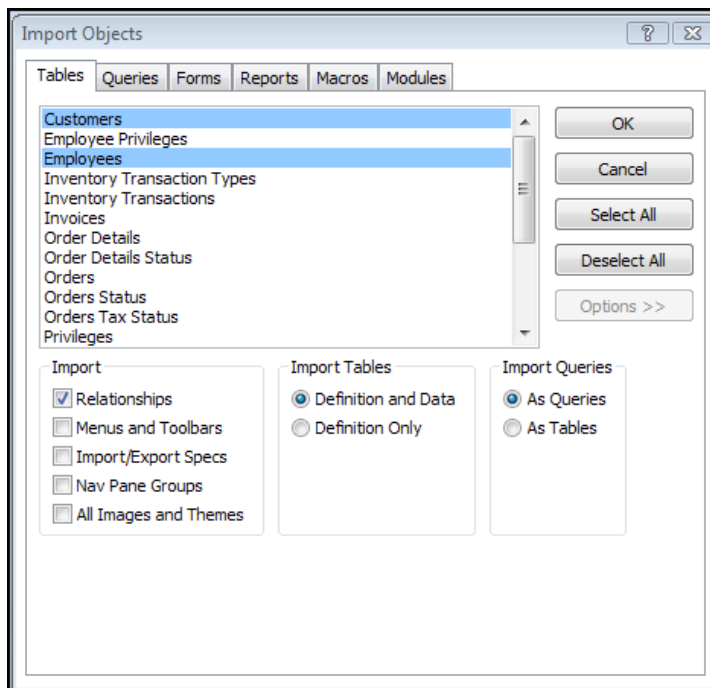 Import Objects
Tables Queries Forms Reports Macros Modules
Customers
Employee Privileges
Employees
Inventory Transaction Types
Inventory Transactions
Invoices
Order Details
Order Details Status
Orders
Orders Status
Orders Tax Status
Privileges
OK
Cancel
Select All
Deselect All
Options >>
Import
Relationships
Menus and Toolbars
Import/Export Specs
Nav Pane Groups
All Images and Themes
Import Tables
Definition and Data
Definition Only
Import Queries
As Queries
As Tables